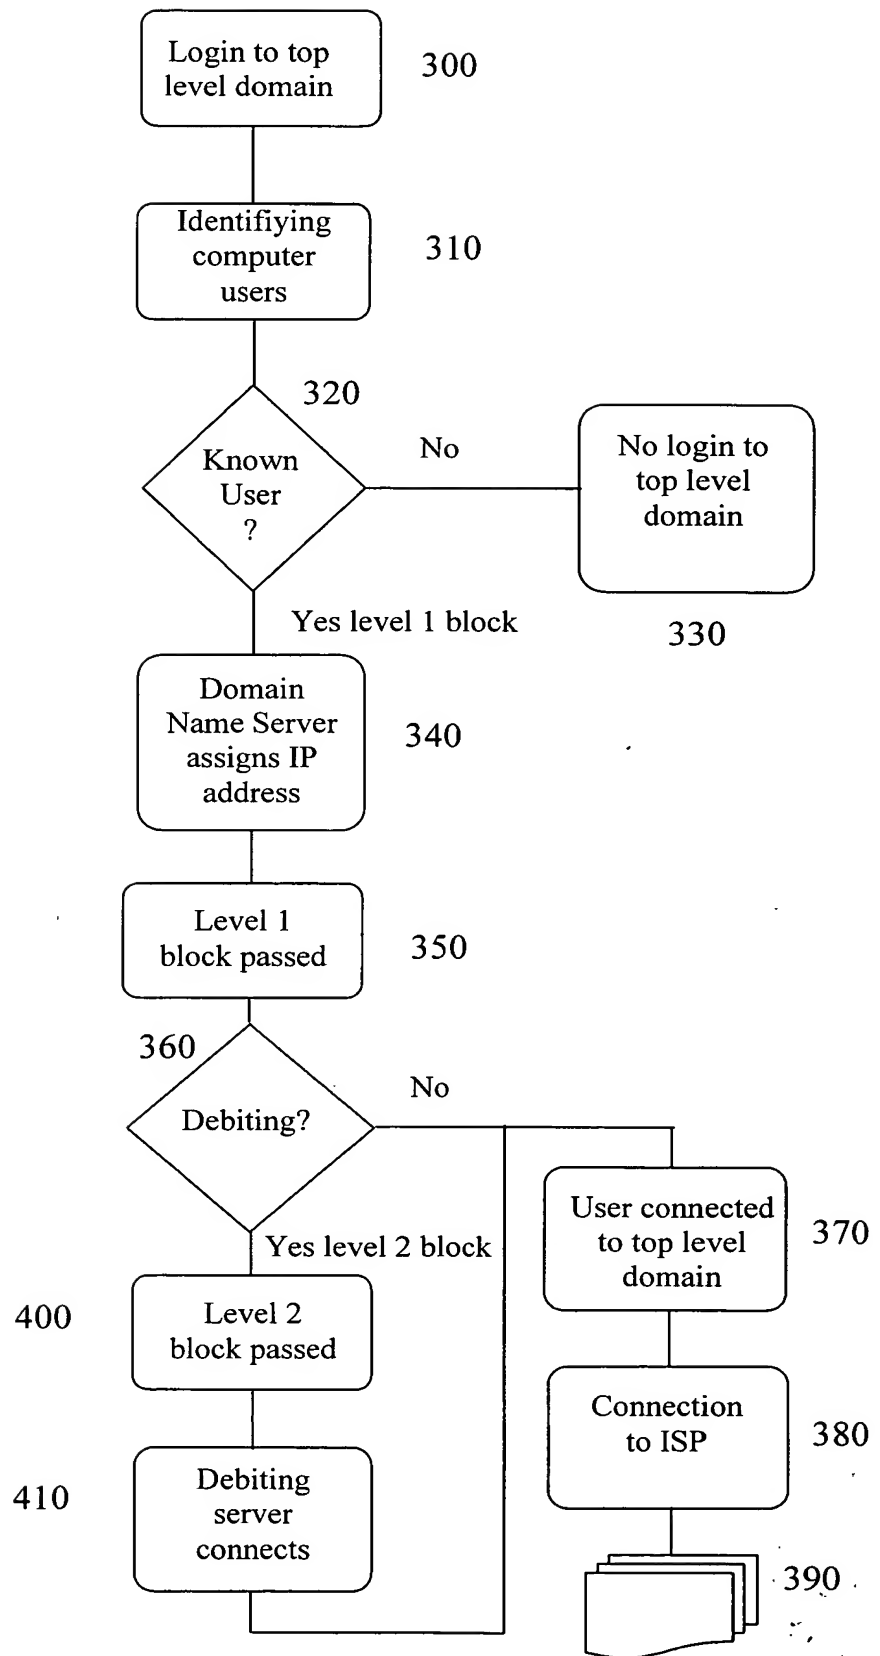 Login to top
level domain
300
Identifiying
computer
users
310
320
Known
User
?
No
No login to
top level
domain
330
Yes level 1 block
Domain
Name Server
assigns IP
address
340
Level 1
block passed
350
360
Debiting?
No
User connected
to top level
domain
370
Yes level 2 block
400
Level 2
block passed
Connection
to ISP
380
410
Debiting
server
connects
390